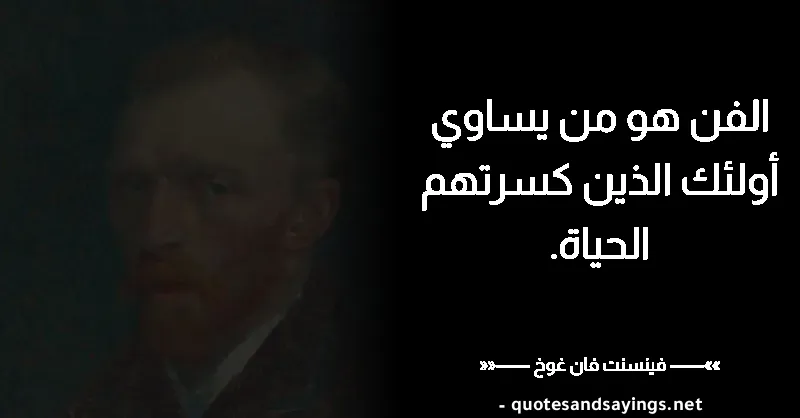 الفن هو من يساوي
أولئك الذين كسرتهم
الحياة.
»—— فينسنت فان غوخ ——««
- quotesandsayings.net